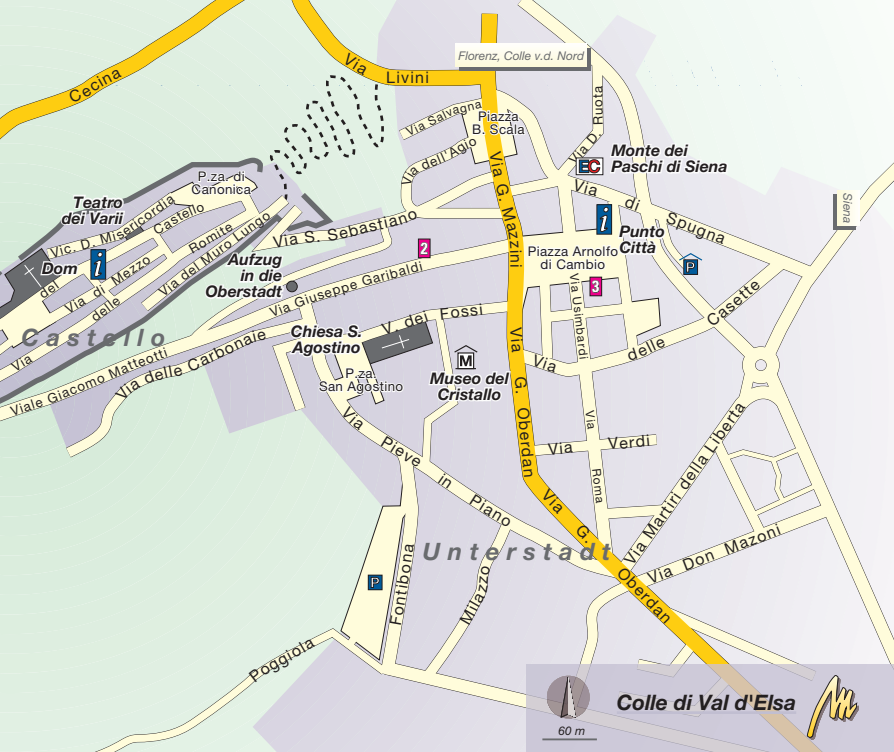 Florenz, Colle v.d. Nord
Via
Livini
Cecina
Via Salvagna
Piazza
B. Scala
Via dell'Agio
Via D. Ruota
EC
Monte dei
Paschi di Siena
Via di Spugna
Siena
P.za. di
Canonica
Teatro
dei Varii
Vic. D. Misericordia
Castello
Romite
Via del Muro Lungo
Via S. Sebastiano
Via G. Mazzini
i
Punto
Città
P
2
Piazza Arnolfo
di Cambio
3
Dom
i
del
Via di Mezzo
delle
Via
Aufzug
in die
Oberstadt
Via Giuseppe Garibaldi
Castello
Viale Giacomo Matteotti
Via delle Carbonaie
Chiesa S.
Agostino
V. dei Fossi
P.za.
San Agostino
M
Museo del
Cristallo
Via Usimbardi
Via delle Casette
Via G. Oberdan
Via Pieve in Piano
Via Verdi
Via Roma
Via Martiri della Liberta
Via G. Oberdan
Unterstadt
Via Don Mazoni
P
Fontibona
Milazzo
Poggiola
60 m
Colle di Val d'Elsa